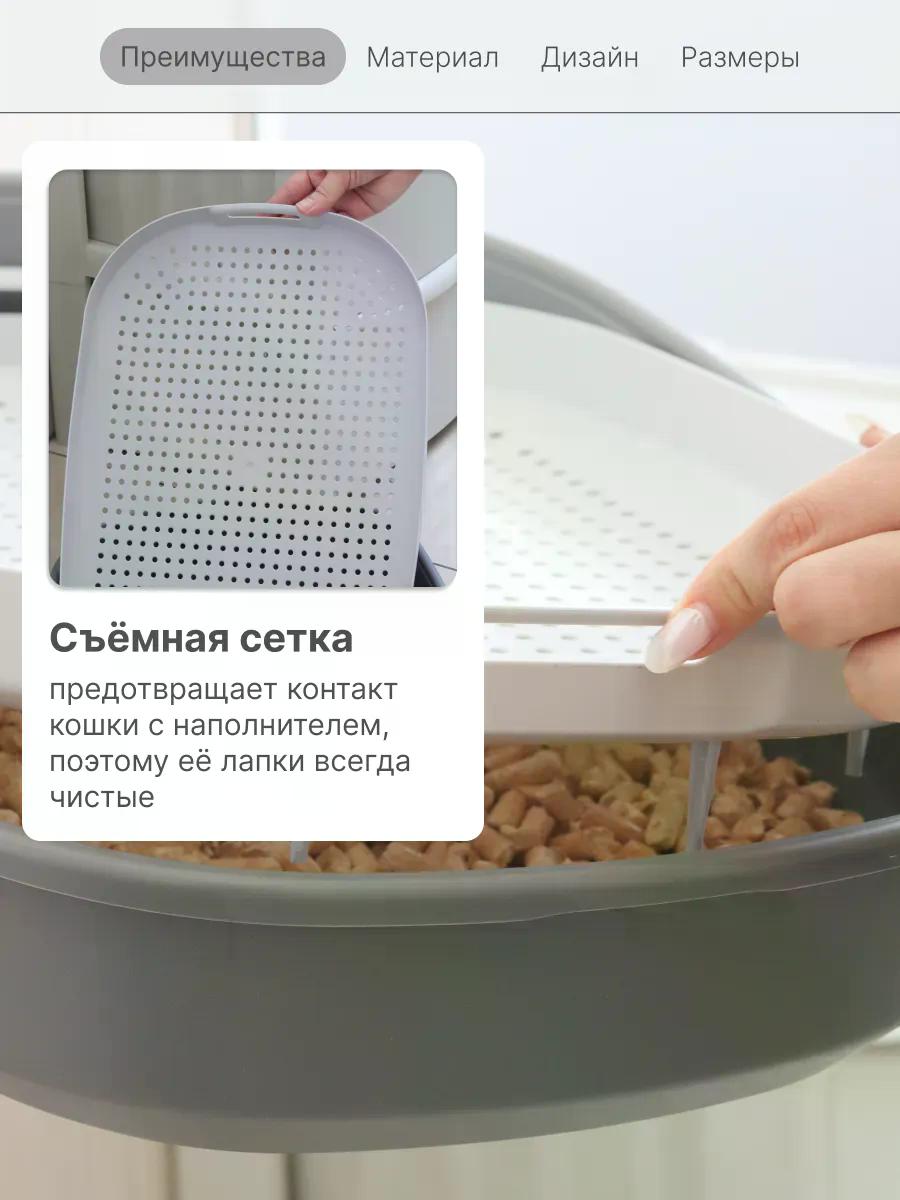 Преимущества Материал Дизайн Размеры
Съёмная сетка
предотвращает контакт
кошки с наполнителем,
поэтому её лапки всегда
чистые